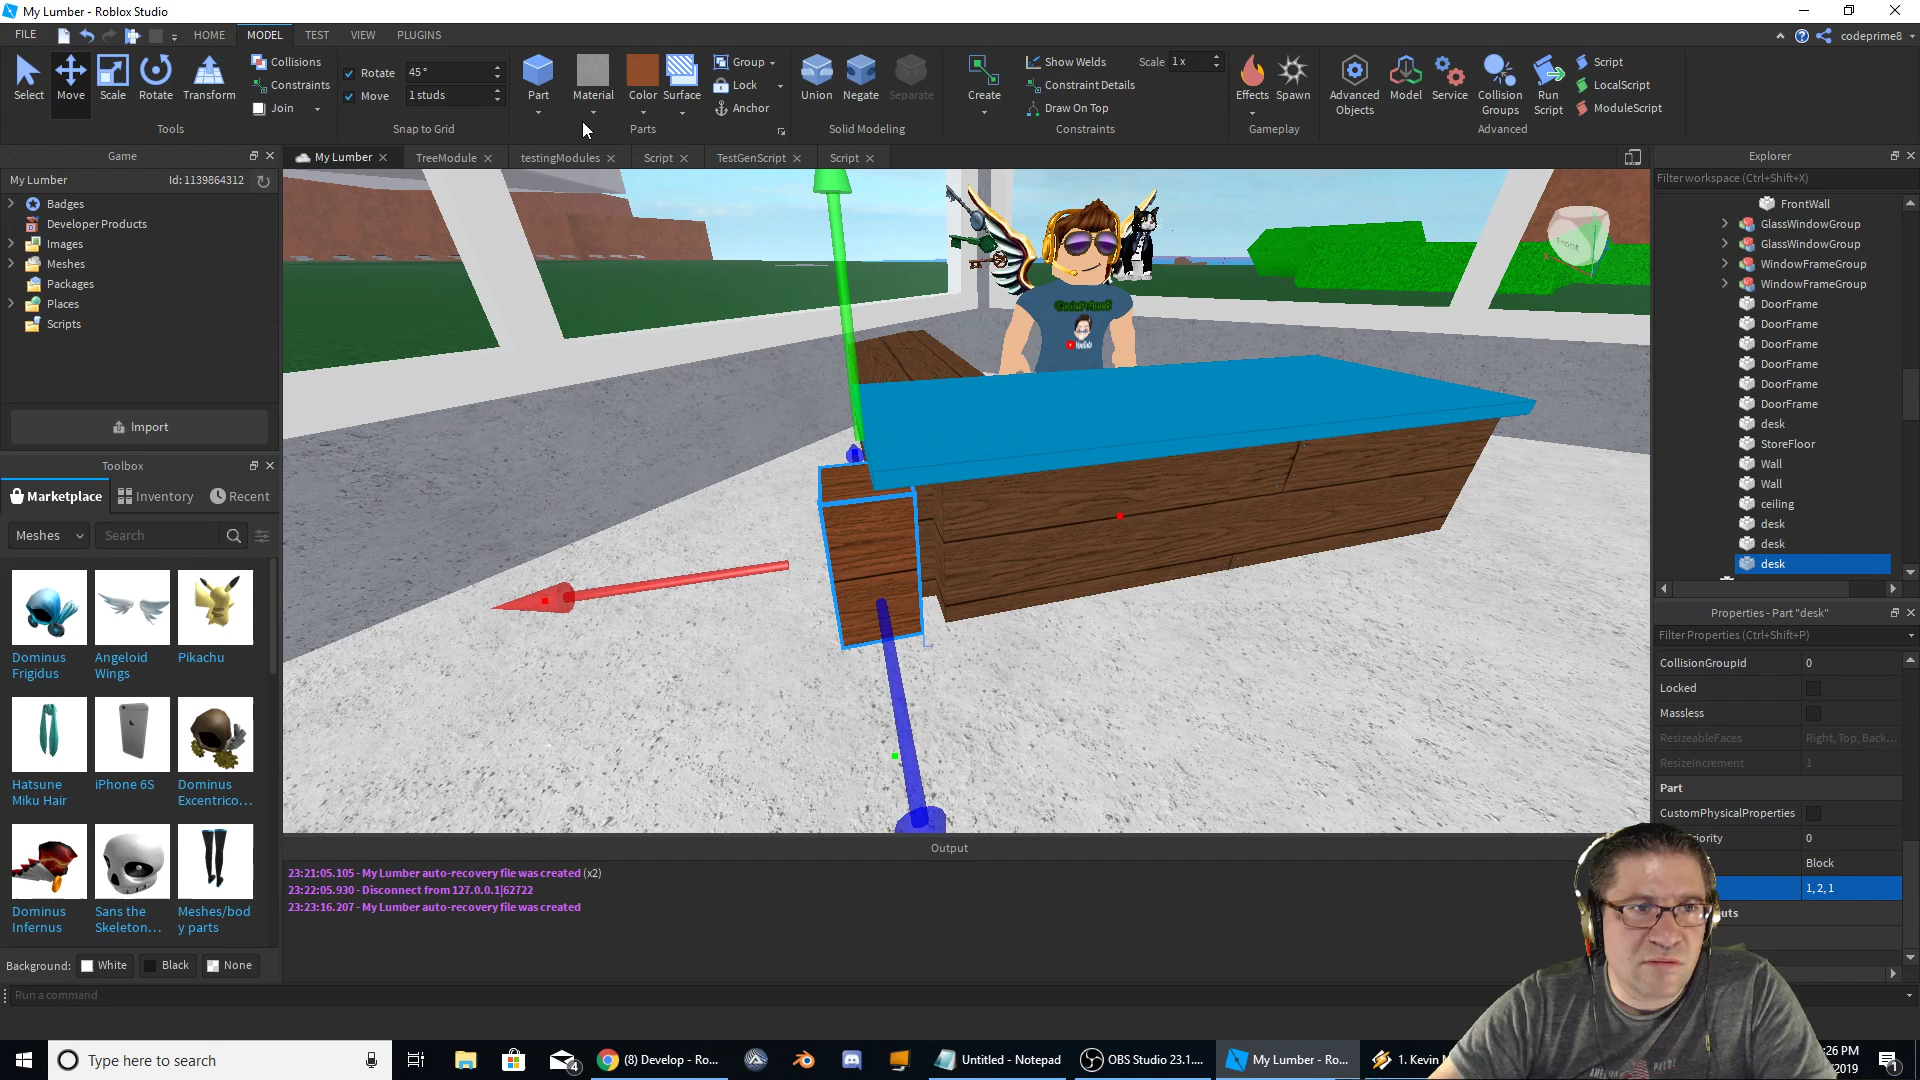 My Lumber - Roblox Studio
FILE HOME MODEL TEST VIEW PLUGINS codeprime8
Select Move Scale Rotate Transform
Collisions
Constraints
Join
Rotate 45°
Move 1 studs
Part Material Color Surface
Group
Lock
Anchor
Union Negate Separate
Create
Show Welds
Constraint Details
Draw On Top
Scale 1x
Effects Spawn
Advanced Objects Model Service Collision Groups Run Script
Script
LocalScript
ModuleScript
Tools Snap to Grid Parts Solid Modeling Constraints Gameplay Advanced
Game
My Lumber Id: 1139864312
Badges
Developer Products
Images
Meshes
Packages
Places
Scripts
Import
Toolbox
Marketplace Inventory Recent
Meshes Search
Dominus Frigidus
Angeloid Wings
Pikachu
Hatsune Miku Hair
iPhone 6S
Dominus Excentrico...
Dominus Infernus
Sans the Skeleton...
Meshes/body parts
Background: White Black None
Run a command
My Lumber TreeModule testingModules Script TestGenScript Script
CodePrime8
YouTube
Front
Output
23:21:05.105 - My Lumber auto-recovery file was created (x2)
23:22:05.930 - Disconnect from 127.0.0.1|62722
23:23:16.207 - My Lumber auto-recovery file was created
Explorer
Filter workspace (Ctrl+Shift+X)
FrontWall
GlassWindowGroup
GlassWindowGroup
WindowFrameGroup
WindowFrameGroup
DoorFrame
DoorFrame
DoorFrame
DoorFrame
DoorFrame
DoorFrame
desk
StoreFloor
Wall
Wall
ceiling
desk
desk
desk
Properties - Part "desk"
Filter Properties (Ctrl+Shift+P)
CollisionGroupId 0
Locked
Massless
ResizeableFaces Right, Top, Back...
ResizeIncrement 1
Part
CustomPhysicalProperties
0
Block
1, 2, 1
Type here to search
4
(8) Develop - Ro...
Untitled - Notepad
OBS Studio 23.1....
My Lumber - Ro...
1. Kevin M
:26 PM
/2019
1